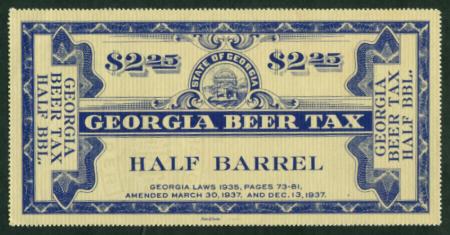 $2.25 $2.25
STATE OF GEORGIA
GEORGIA BEER TAX
HALF BARREL
GEORGIA LAWS 1935, PAGES 73-81,
AMENDED MARCH 30, 1937. AND DEC. 13, 1937.
GEORGIA
BEER TAX
HALF BBL.
GEORGIA
BEER TAX
HALF BBL.